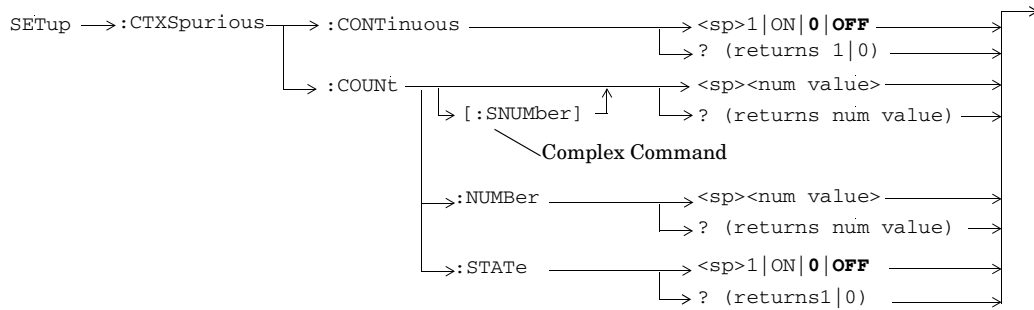 SETup :CTXSpurious :CONTinuous <sp>1|ON|0|OFF
? (returns 1|0)
:COUNt <sp><num value>
[:SNUMber] ? (returns num value)
Complex Command
:NUMBer <sp><num value>
? (returns num value)
:STATe <sp>1|ON|0|OFF
? (returns1|0)